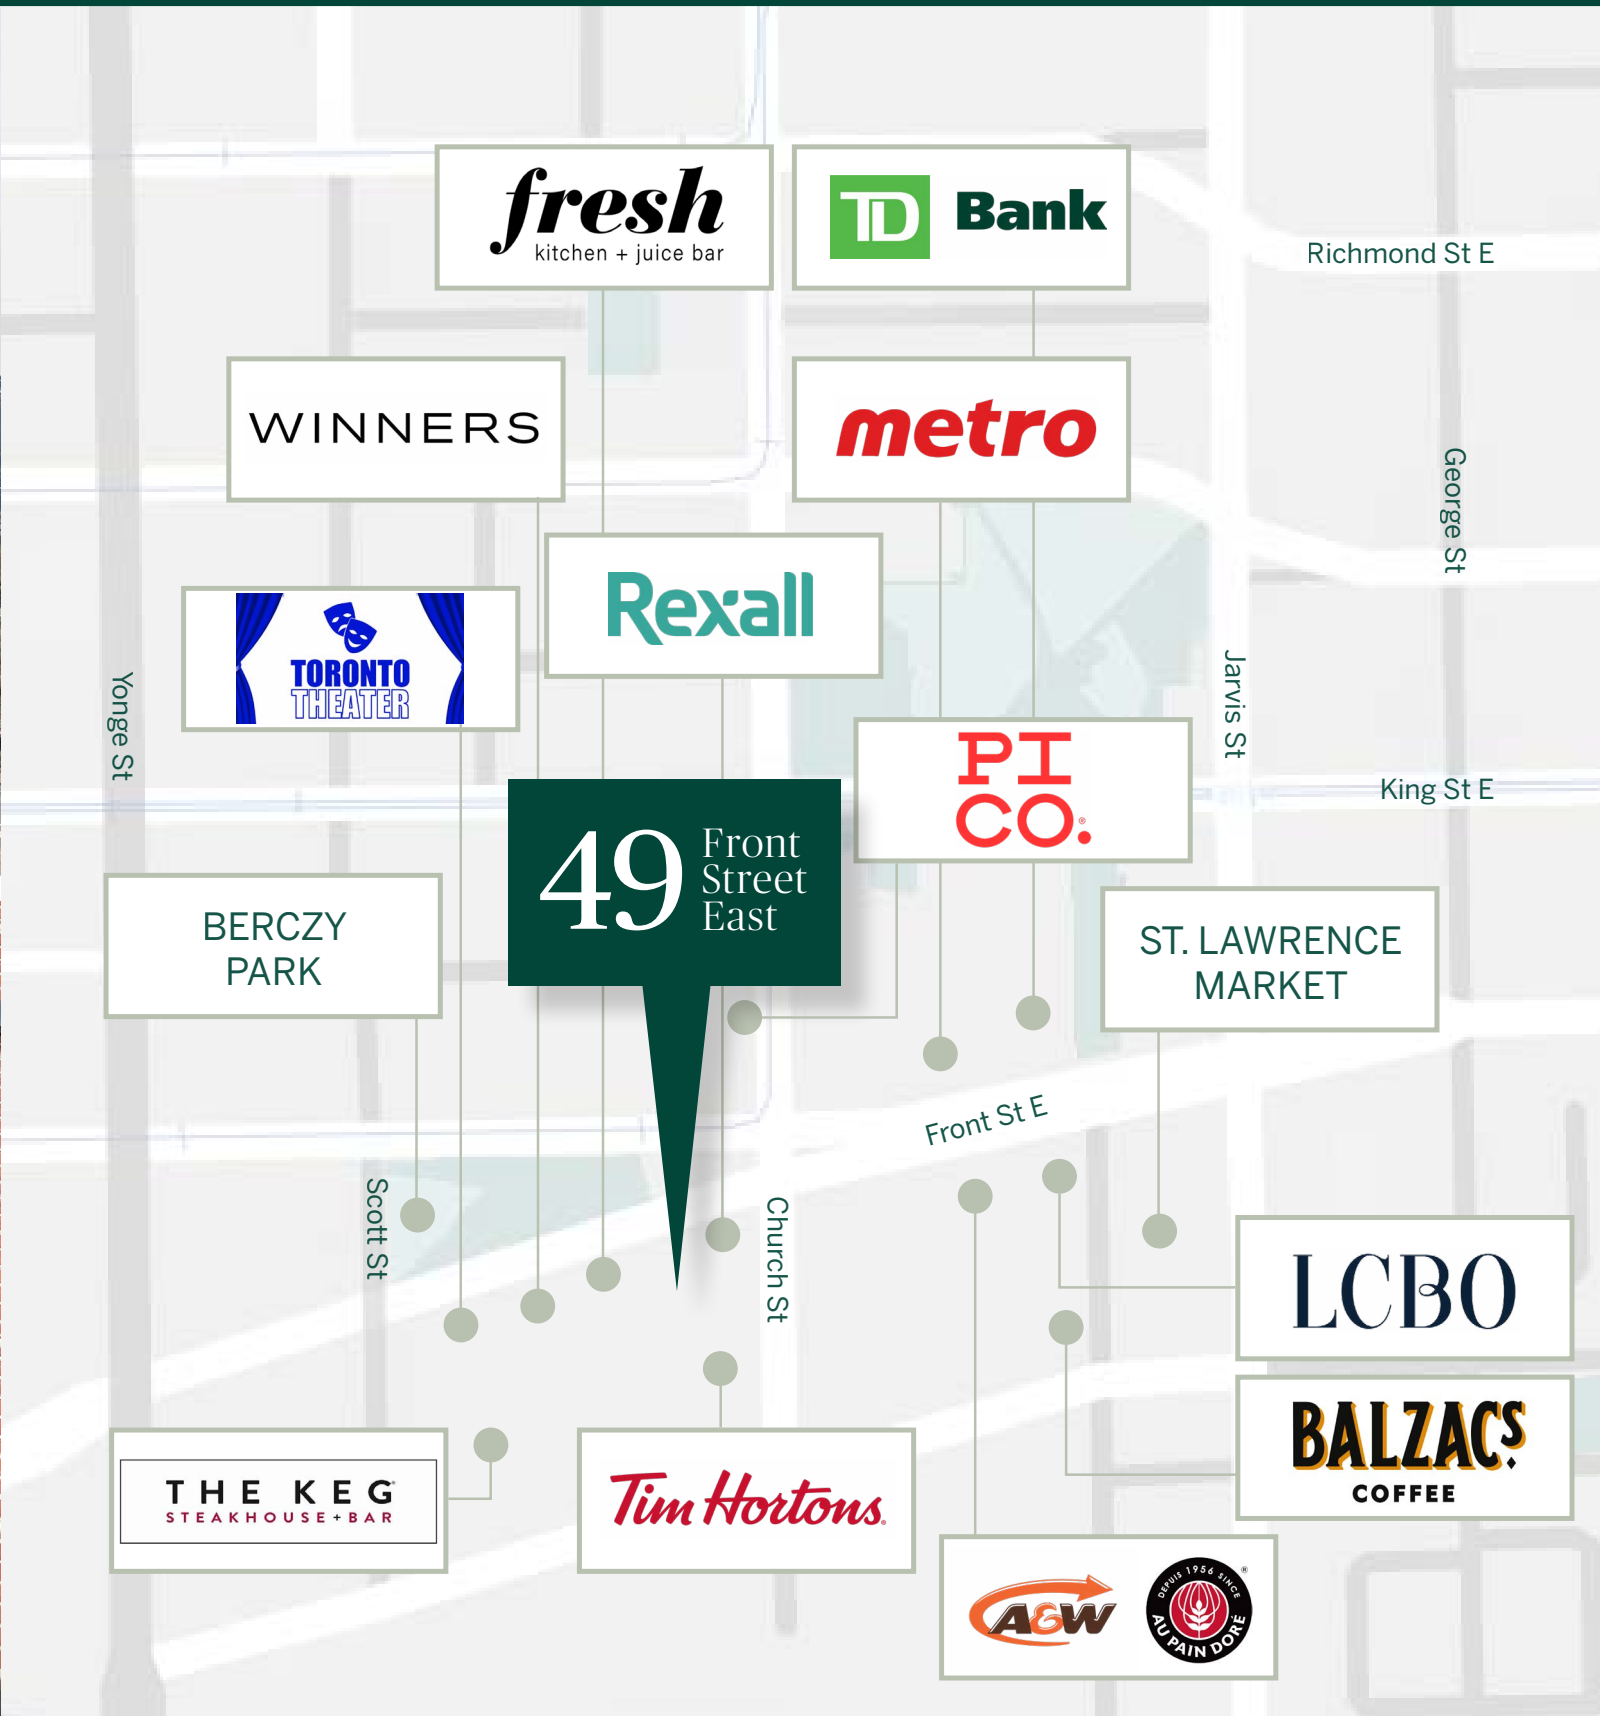 fresh
kitchen + juice bar
TD Bank
Richmond St E
WINNERS
metro
George St
Rexall
TORONTO
THEATER
Yonge St
Jarvis St
PI
CO.®
King St E
49 Front
Street
East
BERCZY
PARK
ST. LAWRENCE
MARKET
Front St E
Scott St
Church St
LCBO
BALZAC'S
COFFEE
THE KEG®
STEAKHOUSE+BAR
Tim Hortons®
A&W
DEPUIS 1956 SINCE
AU PAIN DORÉ
®